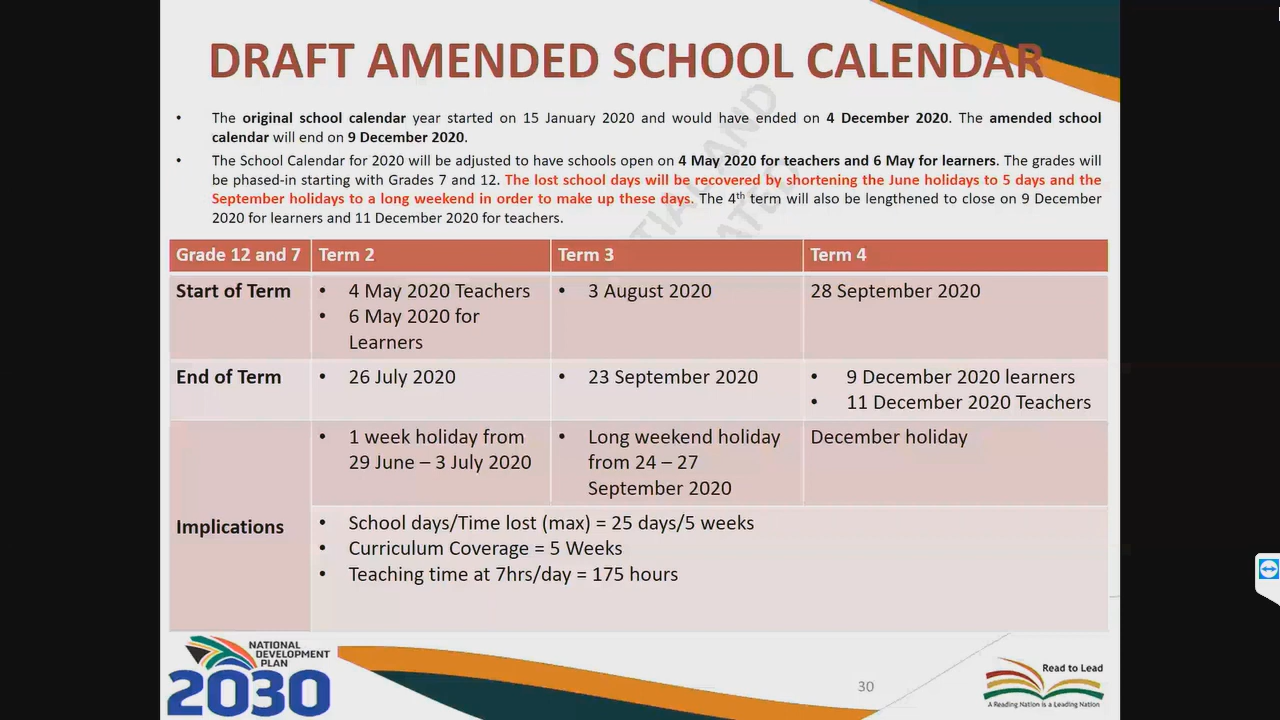 DRAFT AMENDED SCHOOL CALENDAR
• The original school calendar year started on 15 January 2020 and would have ended on 4 December 2020. The amended school
calendar will end on 9 December 2020.
• The School Calendar for 2020 will be adjusted to have schools open on 4 May 2020 for teachers and 6 May for learners. The grades will
be phased-in starting with Grades 7 and 12. The lost school days will be recovered by shortening the June holidays to 5 days and the
September holidays to a long weekend in order to make up these days. The 4th term will also be lengthened to close on 9 December
2020 for learners and 11 December 2020 for teachers.
Grade 12 and 7 Term 2 Term 3 Term 4
Start of Term
• 4 May 2020 Teachers
• 6 May 2020 for
Learners
• 3 August 2020
28 September 2020
End of Term
• 26 July 2020
• 23 September 2020
• 9 December 2020 learners
• 11 December 2020 Teachers
Implications
• 1 week holiday from
29 June – 3 July 2020
• Long weekend holiday
from 24 – 27
September 2020
December holiday
• School days/Time lost (max) = 25 days/5 weeks
• Curriculum Coverage = 5 Weeks
• Teaching time at 7hrs/day = 175 hours
NATIONAL
DEVELOPMENT
PLAN
2030
30
Read to Lead
A Reading Nation is a Leading Nation